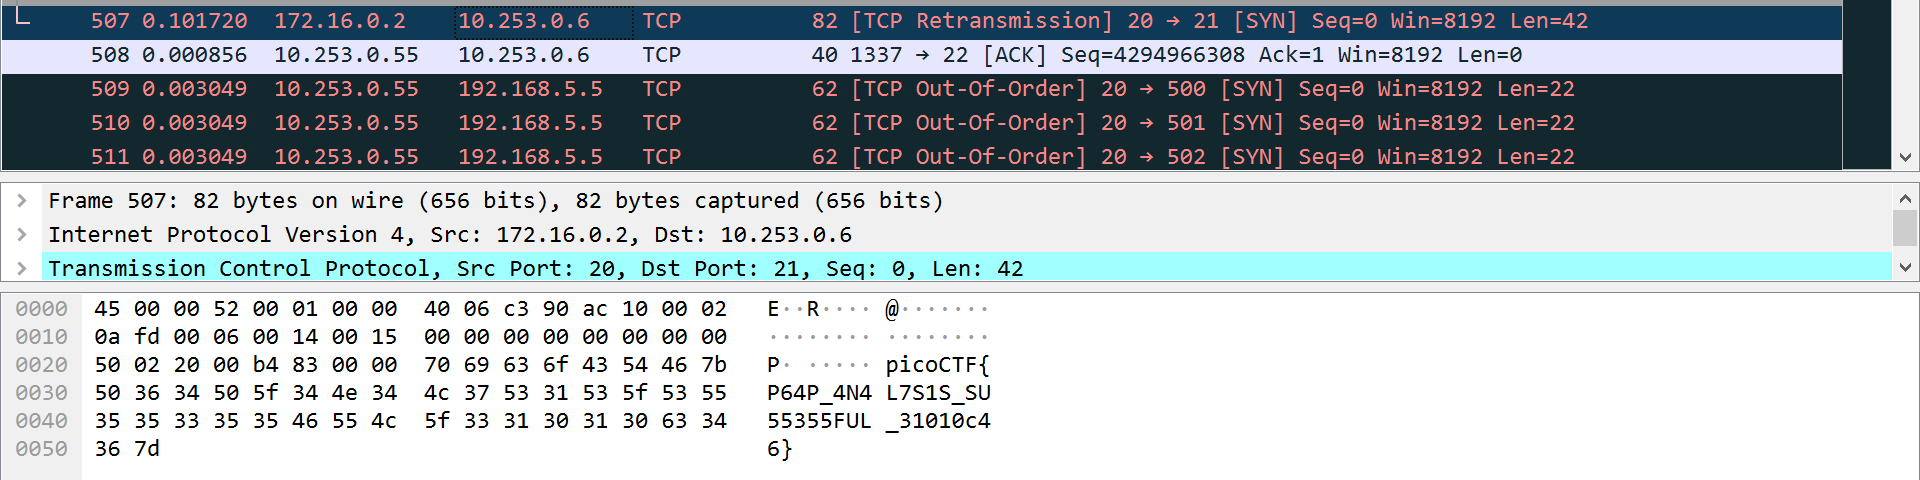 507 0.101720 172.16.0.2 10.253.0.6 TCP 82 [TCP Retransmission] 20 → 21 [SYN] Seq=0 Win=8192 Len=42
508 0.000856 10.253.0.55 10.253.0.6 TCP 40 1337 → 22 [ACK] Seq=4294966308 Ack=1 Win=8192 Len=0
509 0.003049 10.253.0.55 192.168.5.5 TCP 62 [TCP Out-Of-Order] 20 → 500 [SYN] Seq=0 Win=8192 Len=22
510 0.003049 10.253.0.55 192.168.5.5 TCP 62 [TCP Out-Of-Order] 20 → 501 [SYN] Seq=0 Win=8192 Len=22
511 0.003049 10.253.0.55 192.168.5.5 TCP 62 [TCP Out-Of-Order] 20 → 502 [SYN] Seq=0 Win=8192 Len=22
Frame 507: 82 bytes on wire (656 bits), 82 bytes captured (656 bits)
Internet Protocol Version 4, Src: 172.16.0.2, Dst: 10.253.0.6
Transmission Control Protocol, Src Port: 20, Dst Port: 21, Seq: 0, Len: 42
0000 45 00 00 52 00 01 00 00 40 06 c3 90 ac 10 00 02 E··R···· @·······
0010 0a fd 00 06 00 14 00 15 00 00 00 00 00 00 00 00 ········ ········
0020 50 02 20 00 b4 83 00 00 70 69 63 6f 43 54 46 7b P· ····· picoCTF{
0030 50 36 34 50 5f 34 4e 34 4c 37 53 31 53 5f 53 55 P64P_4N4 L7S1S_SU
0040 35 35 33 35 35 46 55 4c 5f 33 31 30 31 30 63 34 55355FUL _31010c4
0050 36 7d 6}